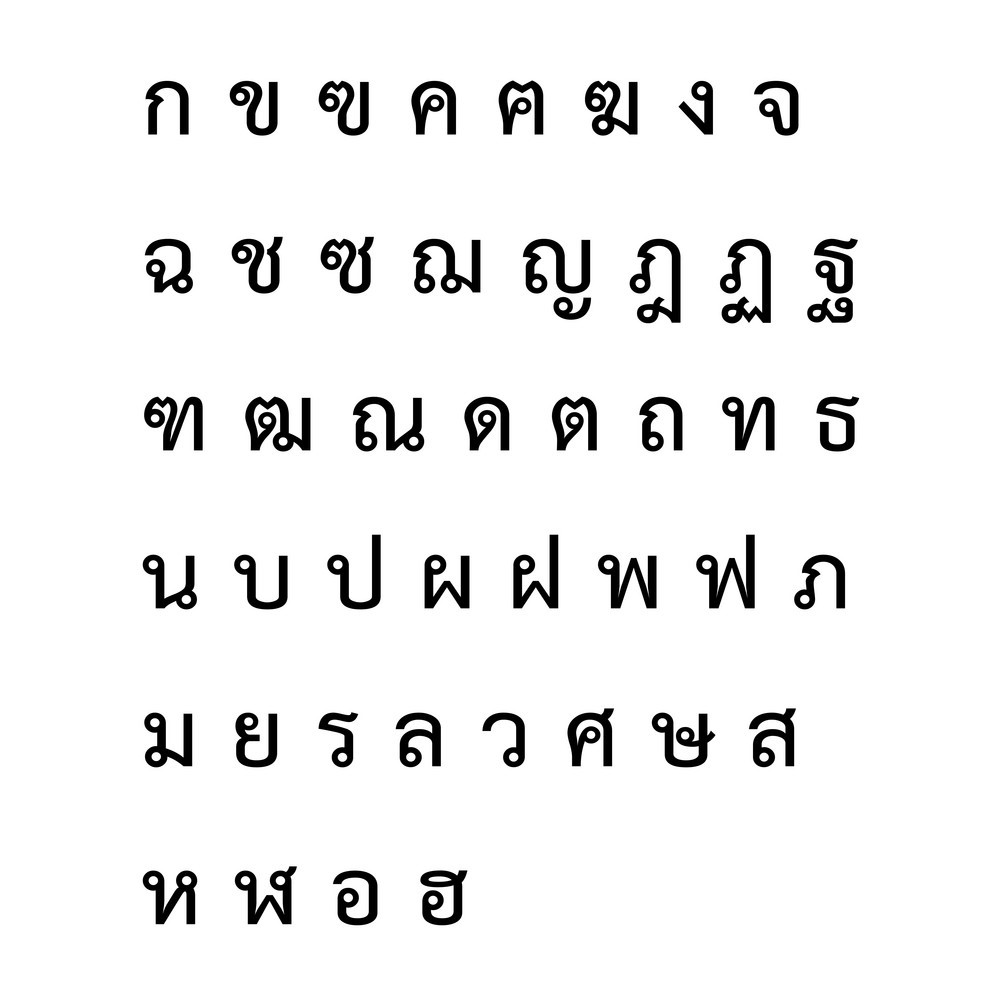 ก ข ฃ ค ฅ ฆ ง จ
ฉ ช ซ ฌ ญ ฎ ฏ ฐ
ฑ ฒ ณ ด ต ถ ท ธ
น บ ป ผ ฝ พ ฟ ภ
ม ย ร ล ว ศ ษ ส
ห ฬ อ ฮ